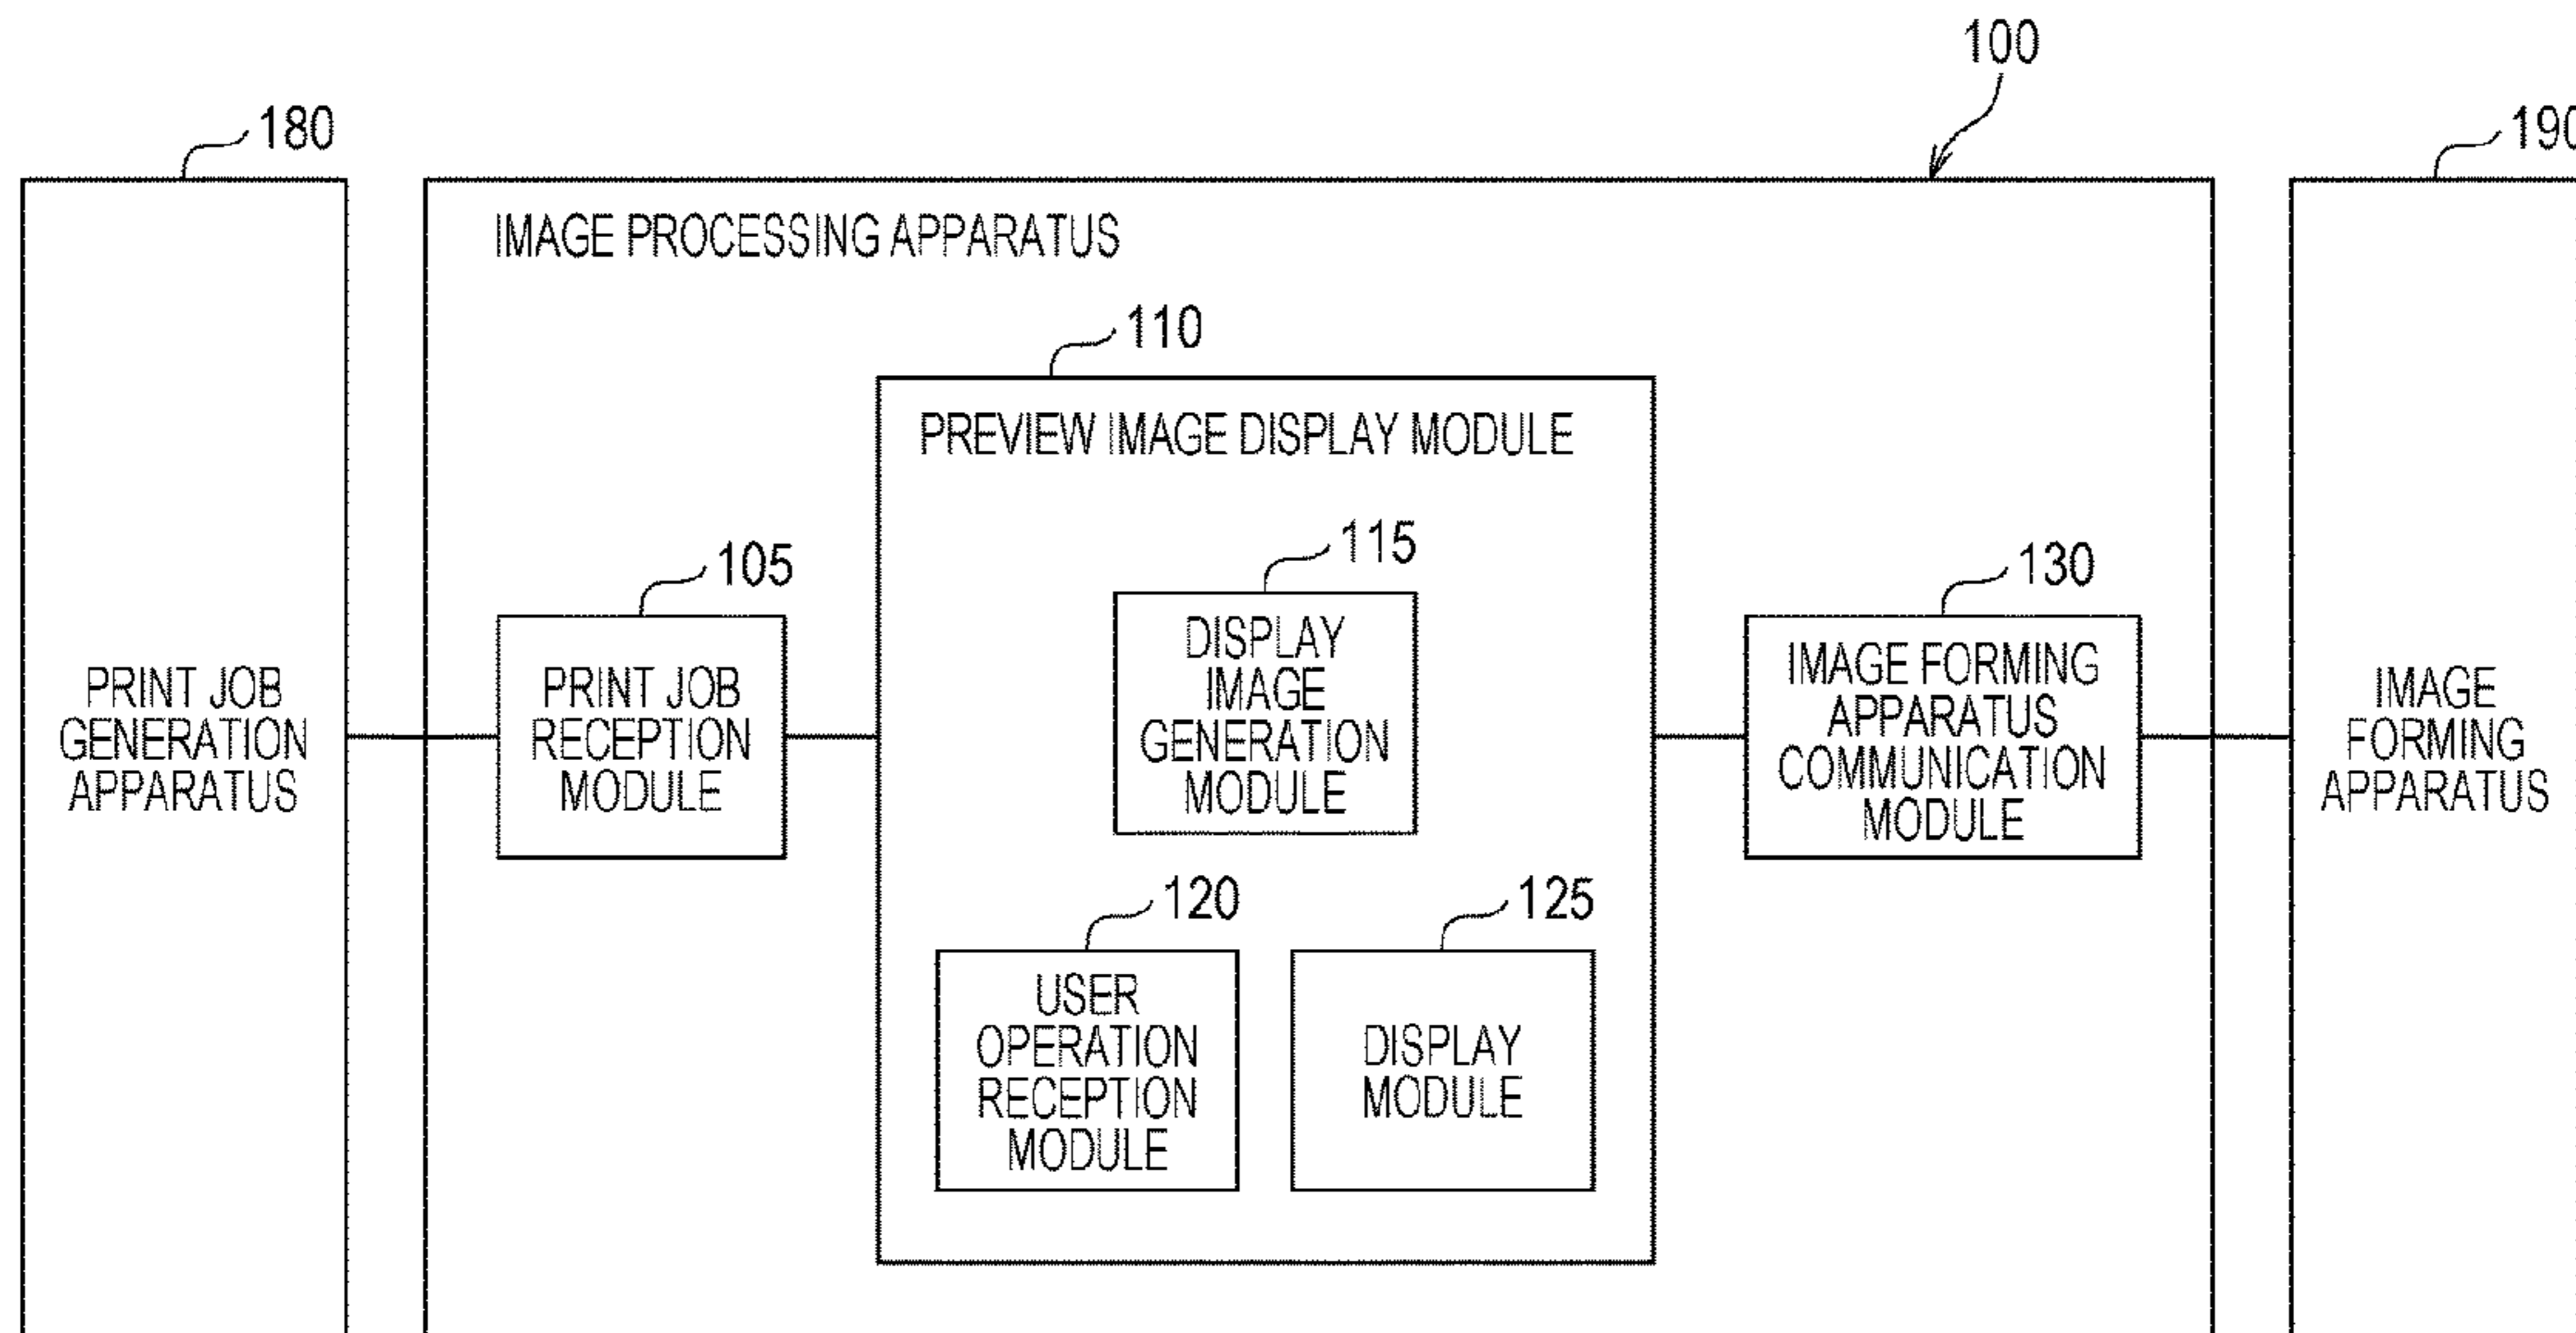 100
180
190
IMAGE PROCESSING APPARATUS
110
PREVIEW IMAGE DISPLAY MODULE
115
105
130
PRINT JOB
GENERATION
APPARATUS
PRINT JOB
RECEPTION
MODULE
DISPLAY
IMAGE
GENERATION
MODULE
IMAGE FORMING
APPARATUS
COMMUNICATION
MODULE
IMAGE
FORMING
APPARATUS
120
125
USER
OPERATION
RECEPTION
MODULE
DISPLAY
MODULE